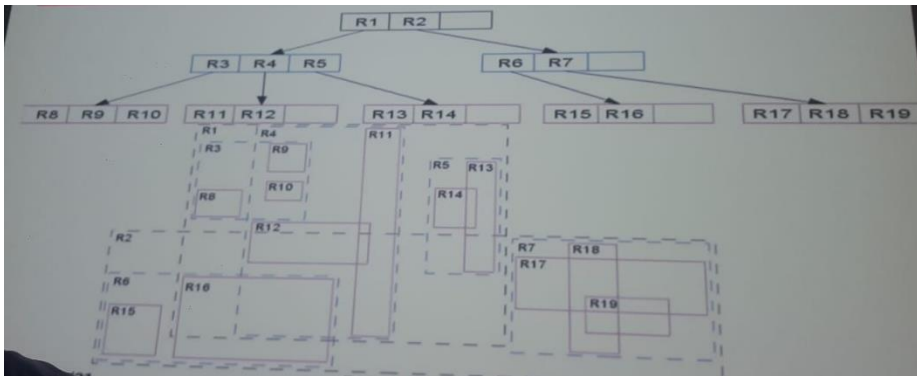 R1 R2
R3 R4 R5 R6 R7
R8 R9 R10 R11 R12 R13 R14 R15 R16 R17 R18 R19
R1 R4 R11
R3 R9
R5 R13
R8 R10 R14
R12
R2
R7 R18
R17
R6 R16
R19
R15